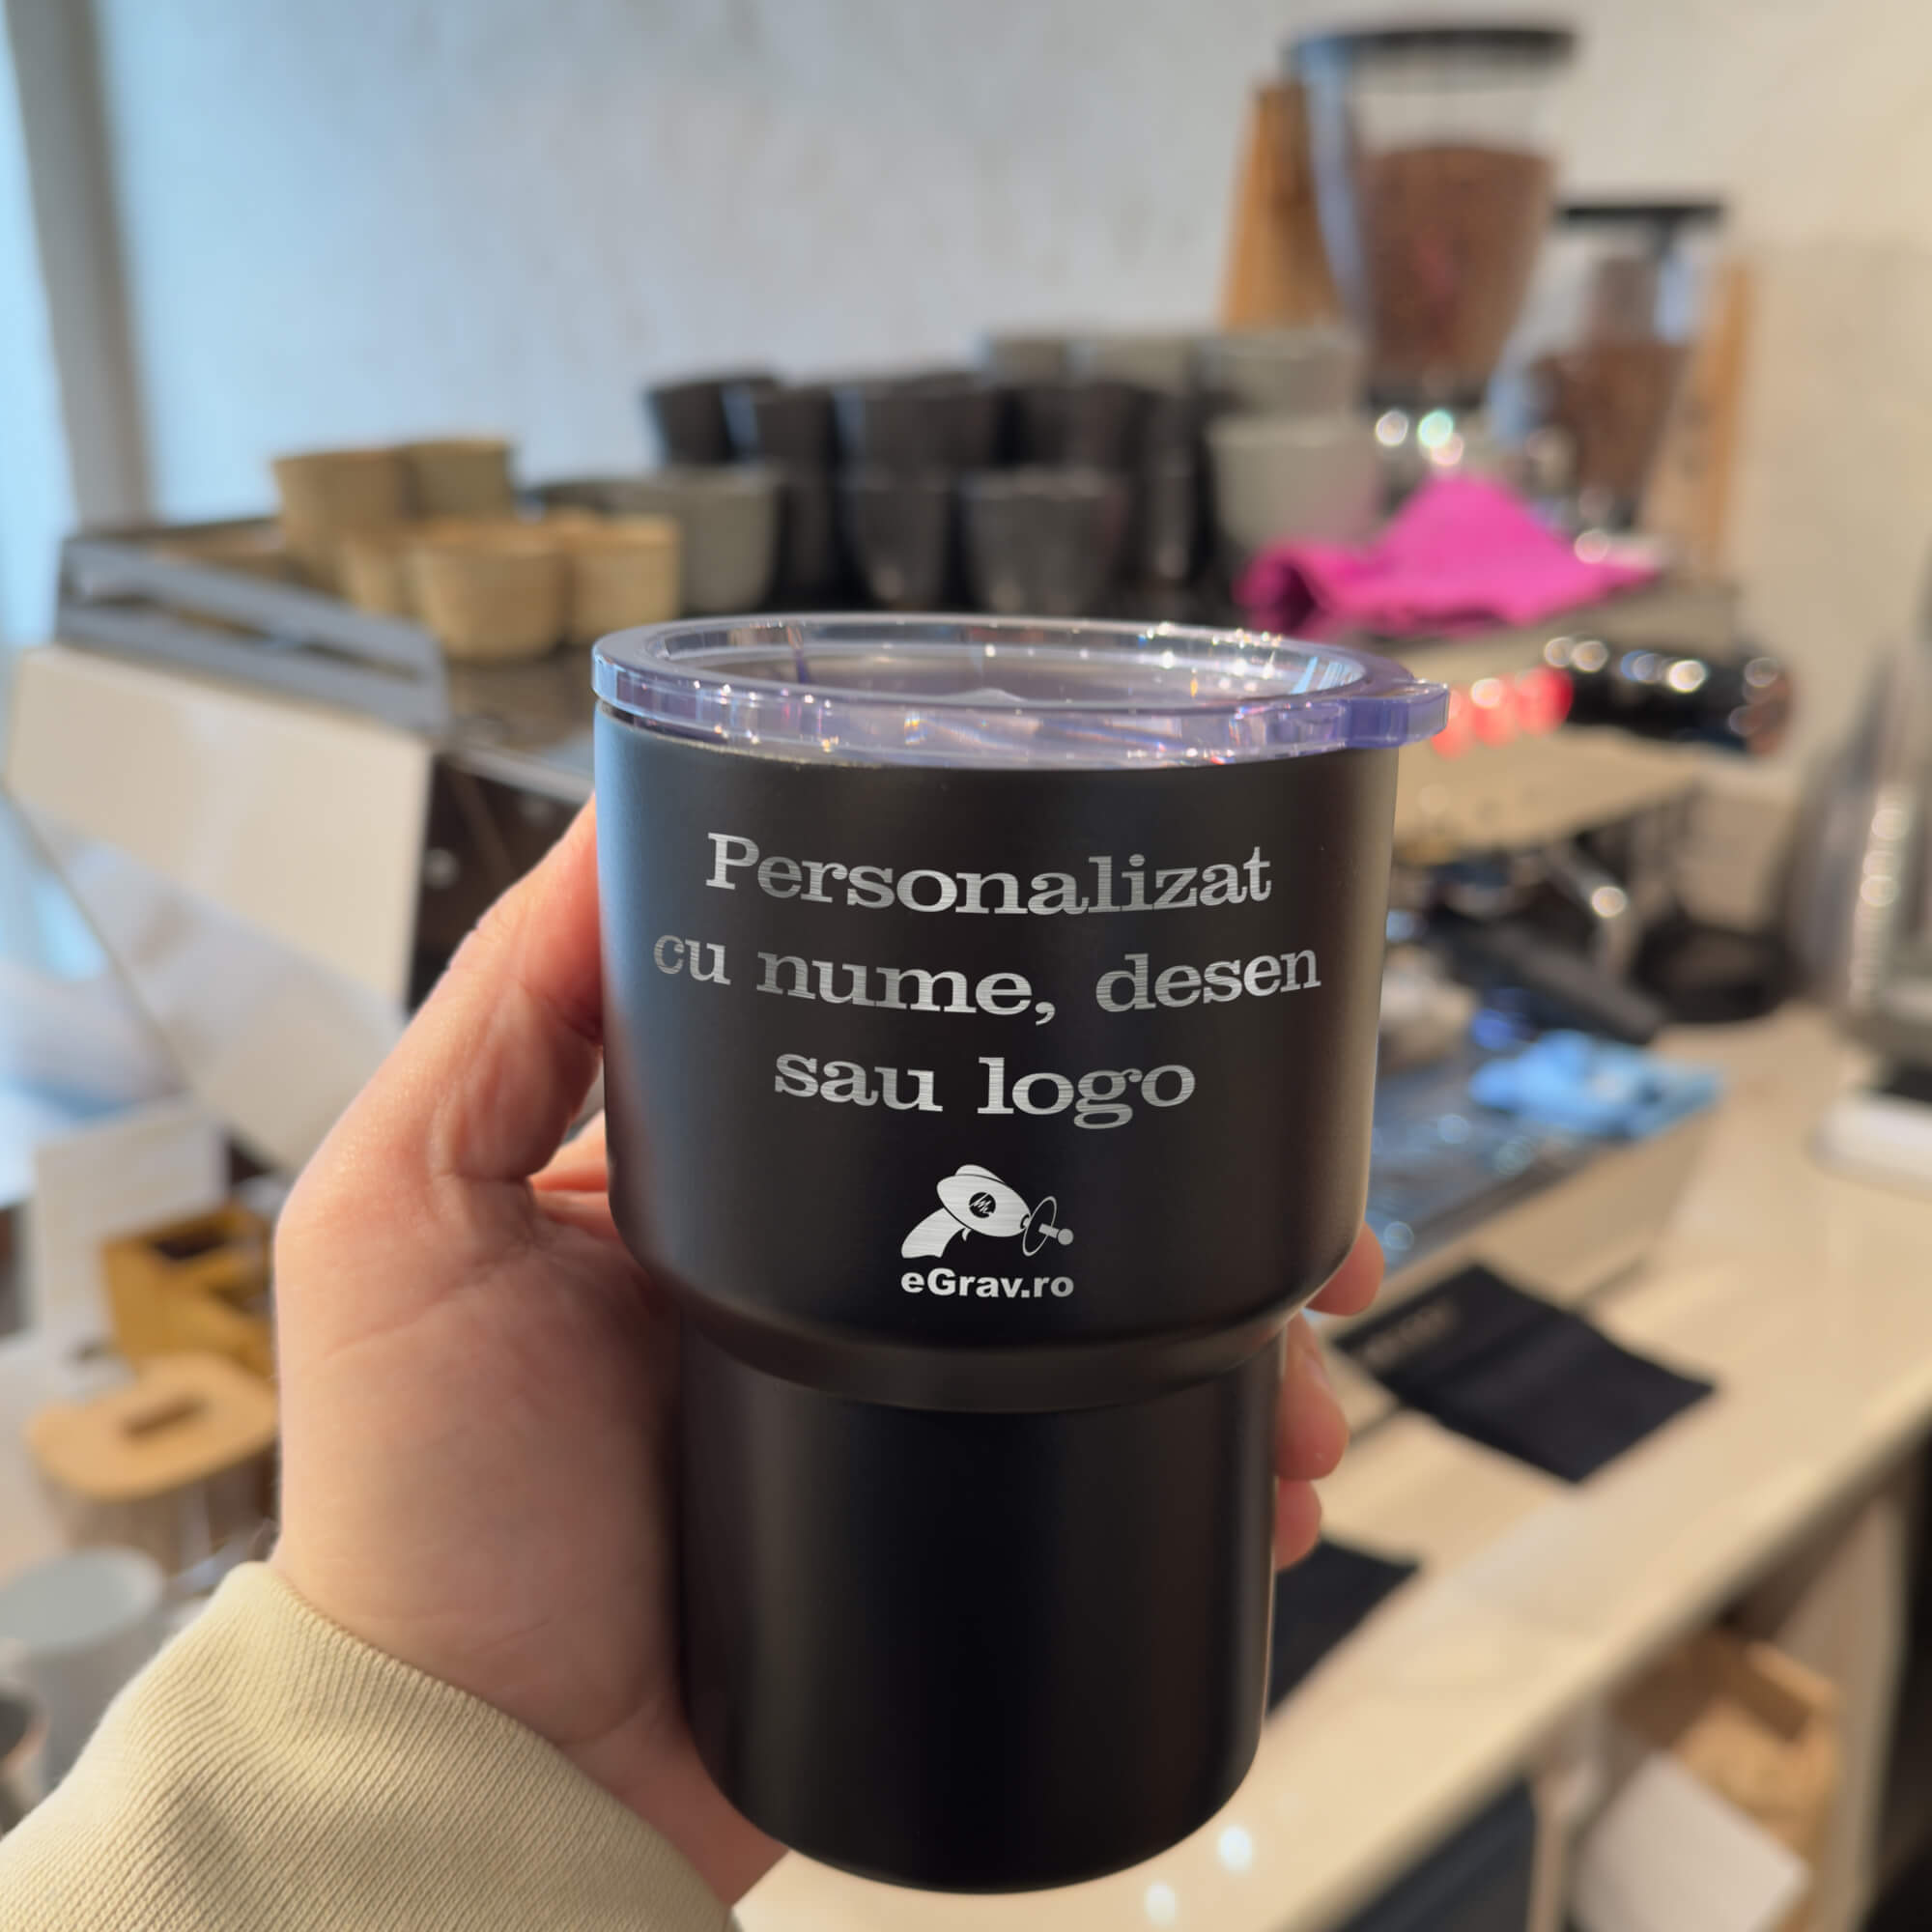 Personalizat
cu nume, desen
sau logo
eGrav.ro